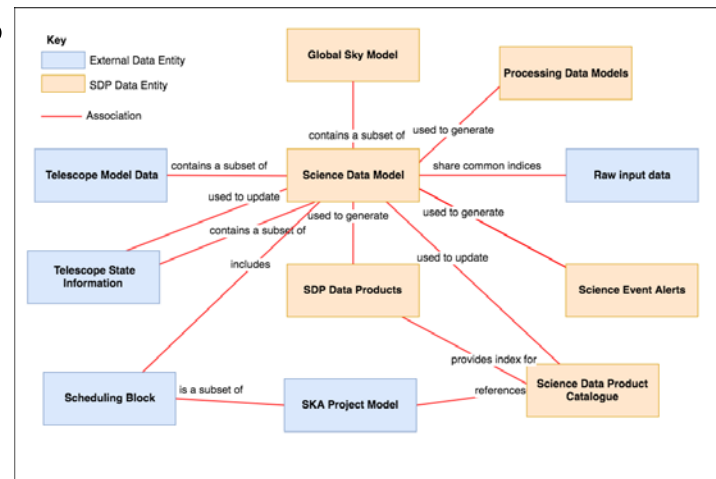 Key
External Data Entity
SDP Data Entity
Association
Global Sky Model
Processing Data Models
contains a subset of
used to generate
Telescope Model Data
contains a subset of
Science Data Model
share common indices
Raw input data
used to update
used to generate
used to generate
contains a subset of
Telescope State
Information
includes
used to update
SDP Data Products
Science Event Alerts
provides index for
Scheduling Block
is a subset of
SKA Project Model
references
Science Data Product
Catalogue